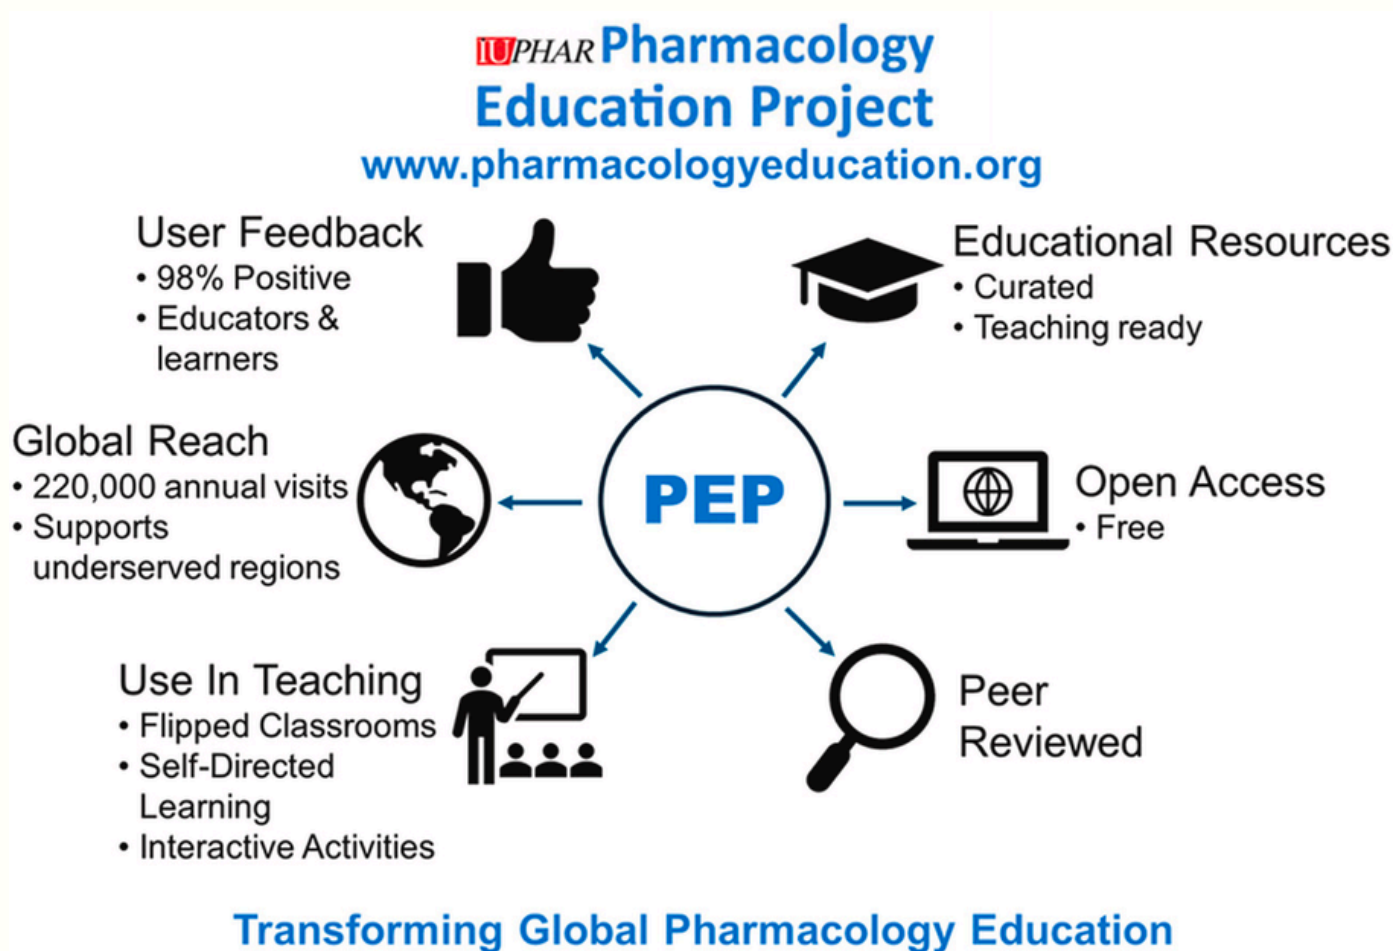 IUPHAR Pharmacology
Education Project
www.pharmacologyeducation.org
User Feedback
• 98% Positive
• Educators &
learners
Educational Resources
• Curated
• Teaching ready
Global Reach
• 220,000 annual visits
• Supports
underserved regions
PEP
Open Access
• Free
Use In Teaching
• Flipped Classrooms
• Self-Directed
Learning
• Interactive Activities
Peer
Reviewed
Transforming Global Pharmacology Education